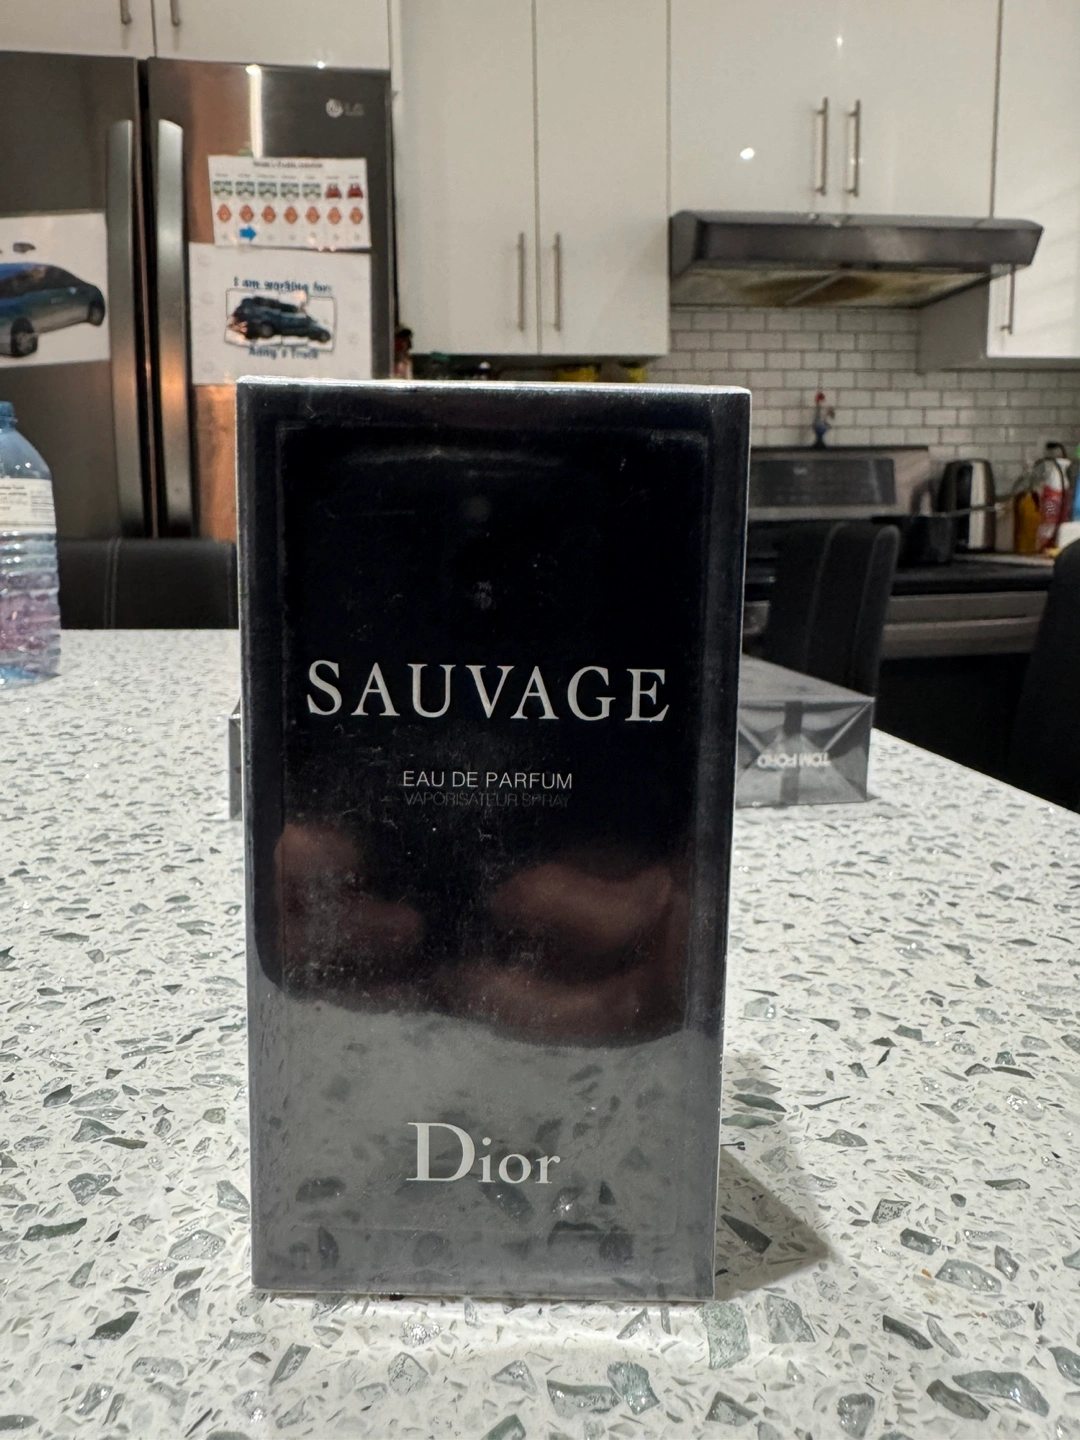 LG
I am working for:
SAUVAGE
EAU DE PARFUM
VAPORISATEUR SPRAY
TOM FORD
Dior